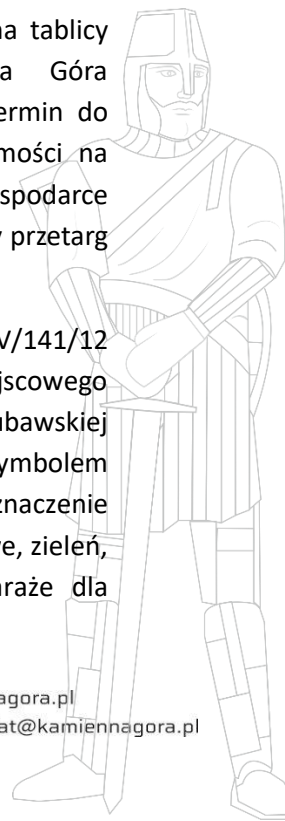 na tablicy
a Góra
ermin do
mości na
spodarce
y przetarg
V/141/12
jscowego
ubawskiej
ymbolem
znaczenie
e, zieleń,
raże dla
agora.pl
at@kamiennagora.pl